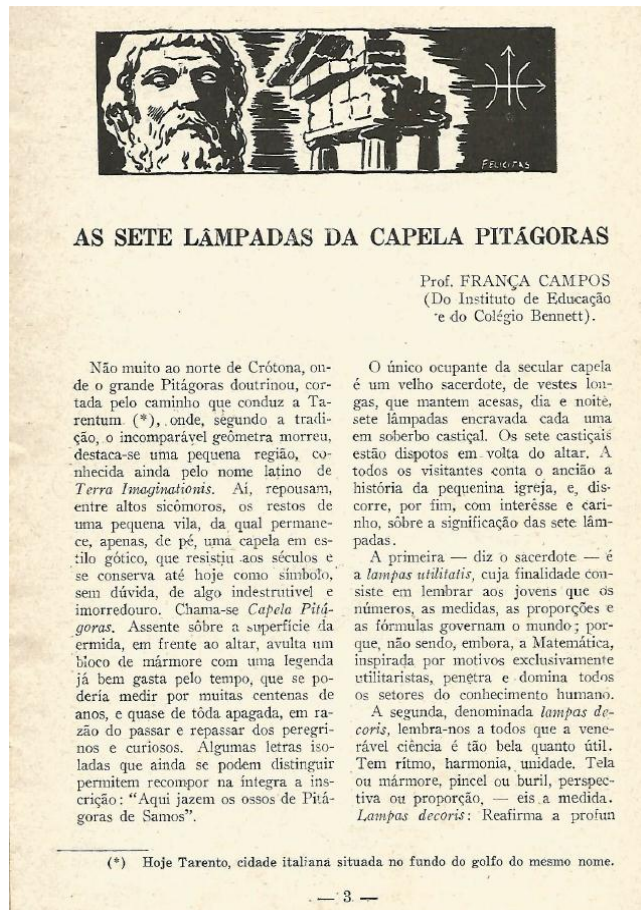 FELICITAS
AS SETE LÂMPADAS DA CAPELA PITÁGORAS
Prof. FRANÇA CAMPOS
(Do Instituto de Educação
e do Colégio Bennett).
Não muito ao norte de Crótona, on-
de o grande Pitágoras doutrinou, cor-
tada pelo caminho que conduz a Ta-
rentum (*), onde, segundo a tradi-
ção, o incomparável geômetra morreu,
destaca-se uma pequena região, co-
nhecida ainda pelo nome latino de
Terra Imaginationis. Aí, repousam,
entre altos sicômoros, os restos de
uma pequena vila, da qual permane-
ce, apenas, de pé, uma capela em es-
tilo gótico, que resistiu aos séculos e
se conserva até hoje como símbolo,
sem dúvida, de algo indestrutivel e
imorredouro. Chama-se Capela Pitá-
goras. Assente sôbre a superfície da
ermida, em frente ao altar, avulta um
bloco de mármore com uma legenda
já bem gasta pelo tempo, que se po-
deria medir por muitas centenas de
anos, e quase de tôda apagada, em ra-
zão do passar e repassar dos peregri-
nos e curiosos. Algumas letras iso-
ladas que ainda se podem distinguir
permitem recompor na íntegra a ins-
crição: “Aqui jazem os ossos de Pitá-
goras de Samos”.
O único ocupante da secular capela
é um velho sacerdote, de vestes lon-
gas, que mantem acesas, dia e noite,
sete lâmpadas encravada cada uma
em soberbo castiçal. Os sete castiçais
estão dispotos em volta do altar. A
todos os visitantes conta o ancião a
história da pequenina igreja, e, dis-
corre, por fim, com interêsse e cari-
nho, sôbre a significação das sete lâm-
padas.
A primeira — diz o sacerdote — é
a lampas utilitatis, cuja finalidade con-
siste em lembrar aos jovens que os
números, as medidas, as proporções e
as fórmulas governam o mundo; por-
que, não sendo, embora, a Matemática,
inspirada por motivos exclusivamente
utilitaristas, penetra e domina todos
os setores do conhecimento humano.
A segunda, denominada lampas de-
coris, lembra-nos a todos que a vene-
rável ciência é tão bela quanto útil.
Tem rítmo, harmonia, unidade. Tela
ou mármore, pincel ou buril, perspec-
tiva ou proporção, — eis a medida.
Lampas decoris: Reafirma a profun
(*) Hoje Tarento, cidade italiana situada no fundo do golfo do mesmo nome.
— 3 —